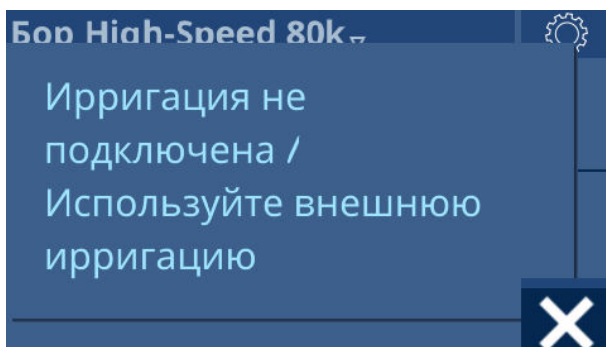 Бор High-Speed 80k
Ирригация не
подключена /
Используйте внешнюю
ирригацию